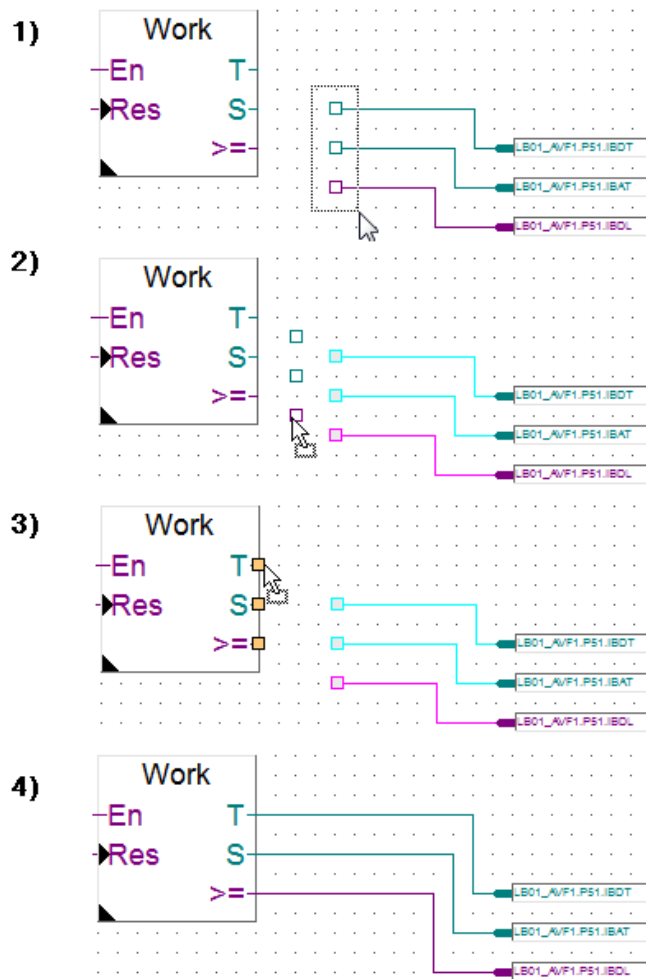 1)
Work
En T
Res S
>=
LB01_AVF1.P51.IBDT
LB01_AVF1.P51.IBAT
LB01_AVF1.P51.IBDL
2)
Work
En T
Res S
>=
LB01_AVF1.P51.IBDT
LB01_AVF1.P51.IBAT
LB01_AVF1.P51.IBDL
3)
Work
En T
Res S
>=
LB01_AVF1.P51.IBDT
LB01_AVF1.P51.IBAT
LB01_AVF1.P51.IBDL
4)
Work
En T
Res S
>=
LB01_AVF1.P51.IBDT
LB01_AVF1.P51.IBAT
LB01_AVF1.P51.IBDL